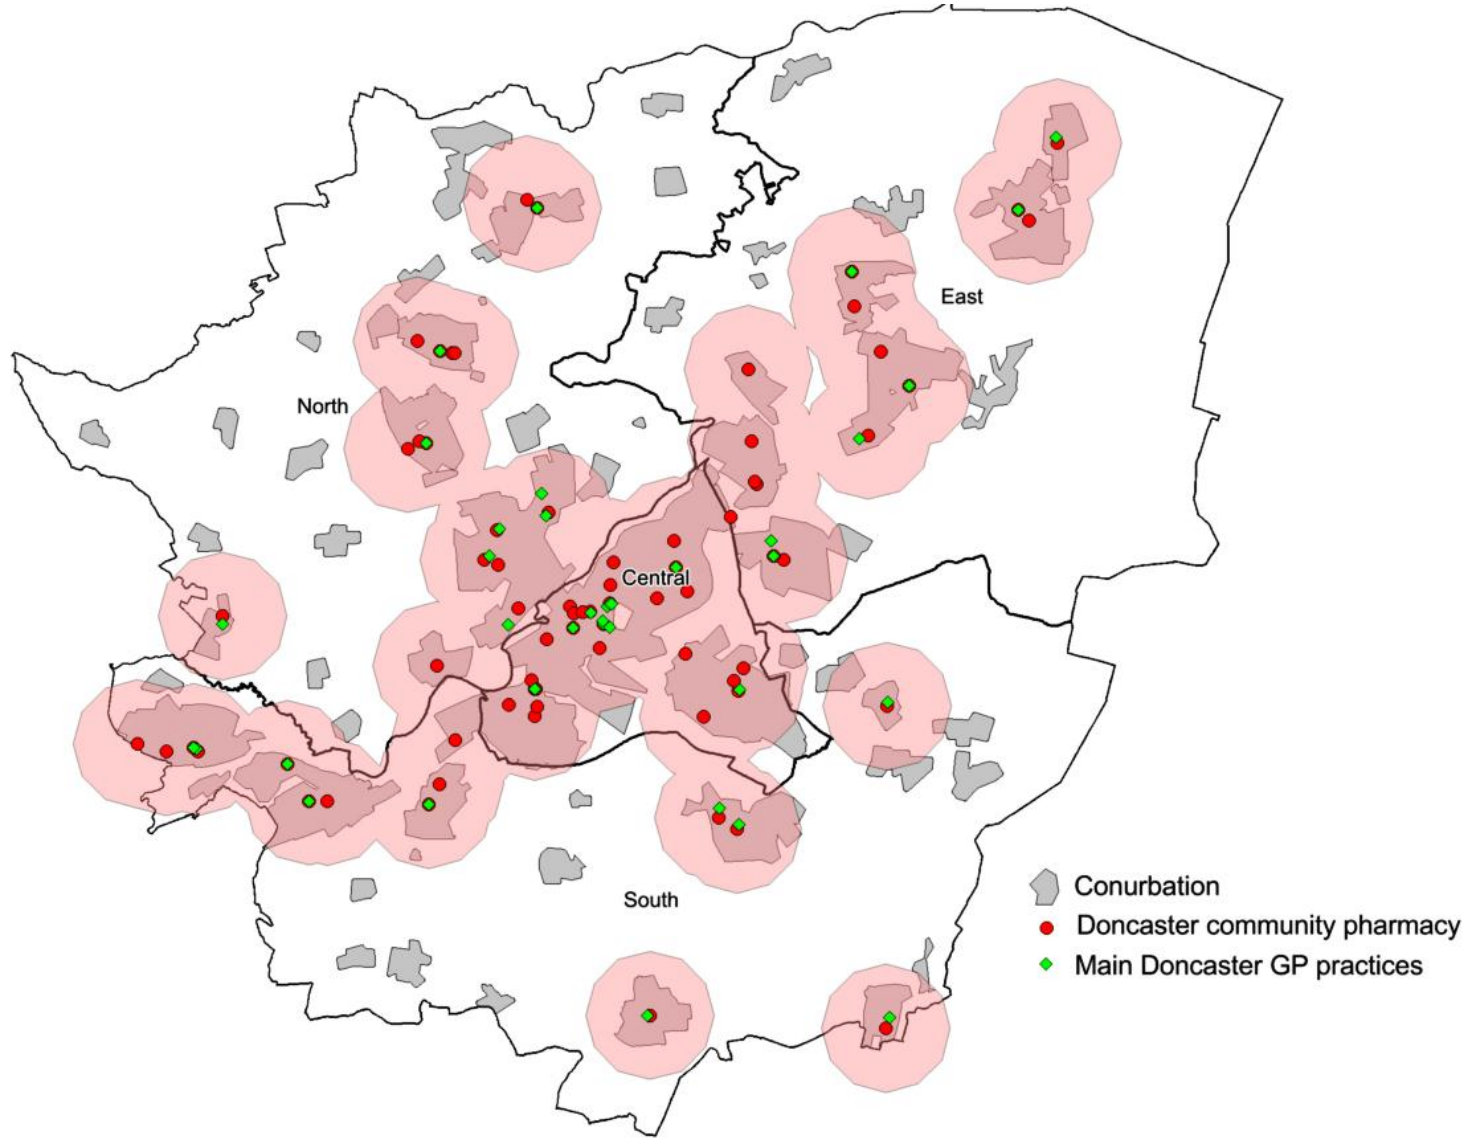 East
North
Central
South
Conurbation
Doncaster community pharmacy
Main Doncaster GP practices